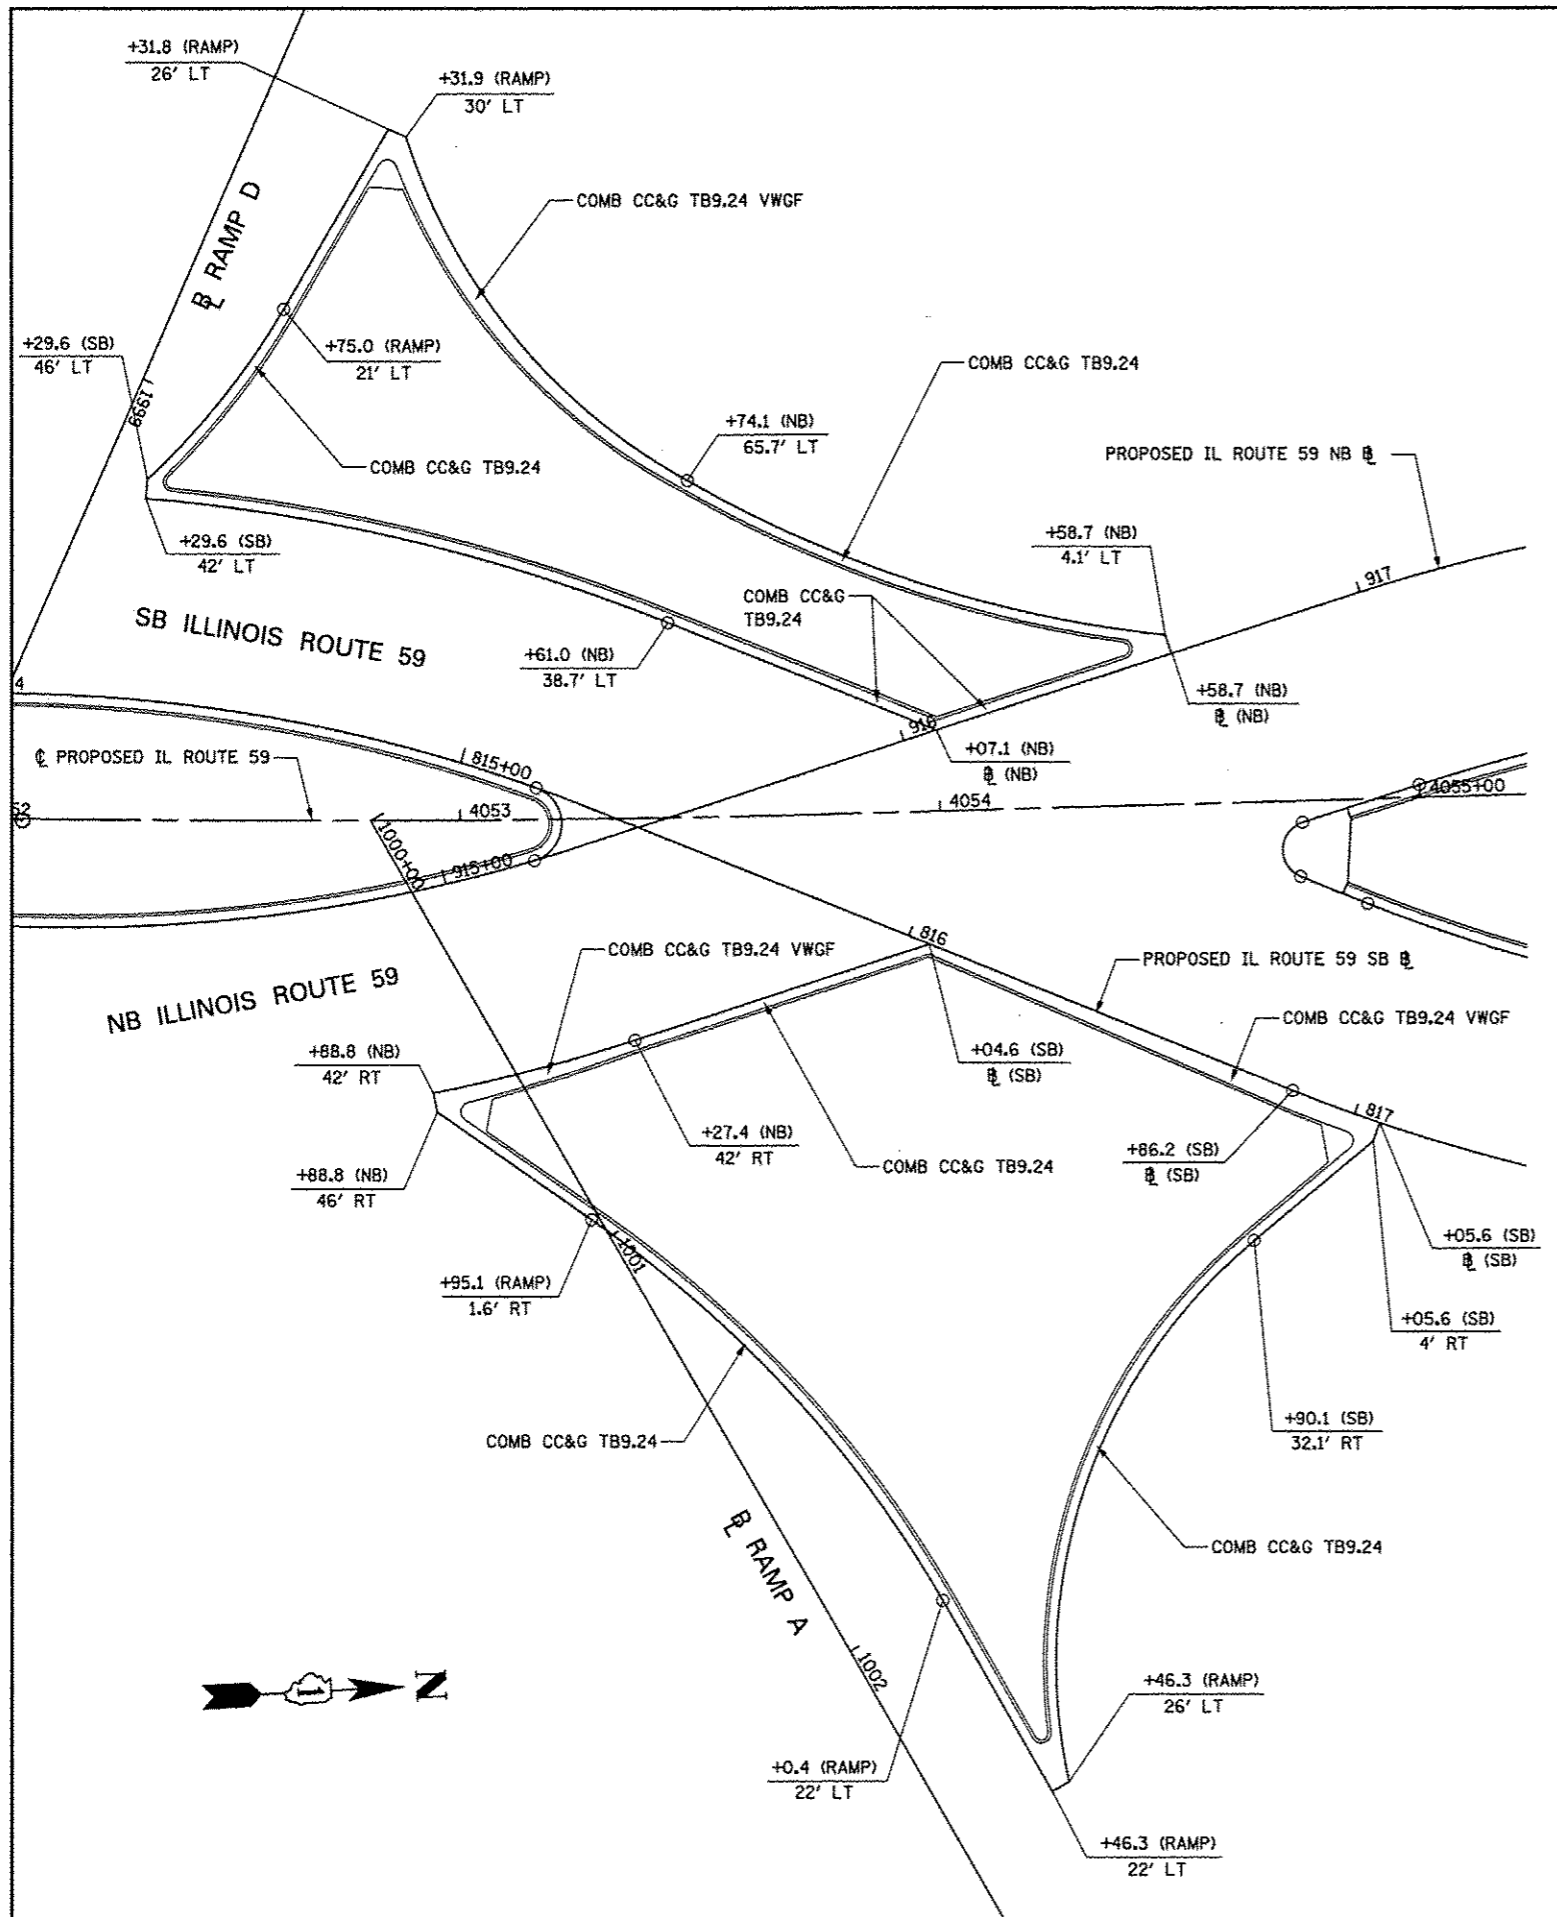 +31.8 (RAMP)
26' LT
+31.9 (RAMP)
30' LT
COMB CC&G TB9.24 VWGF
℄ RAMP D
+29.6 (SB)
46' LT
+75.0 (RAMP)
21' LT
COMB CC&G TB9.24
1999
+74.1 (NB)
65.7' LT
COMB CC&G TB9.24
PROPOSED IL ROUTE 59 NB ℄
+29.6 (SB)
42' LT
+58.7 (NB)
4.1' LT
917
COMB CC&G
TB9.24
SB ILLINOIS ROUTE 59
+61.0 (NB)
38.7' LT
4
+58.7 (NB)
℄ (NB)
916
+07.1 (NB)
℄ (NB)
℄ PROPOSED IL ROUTE 59
815+00
52
4053
4054
4055+00
1000+00
915+00
816
COMB CC&G TB9.24 VWGF
PROPOSED IL ROUTE 59 SB ℄
NB ILLINOIS ROUTE 59
COMB CC&G TB9.24 VWGF
+88.8 (NB)
42' RT
+04.6 (SB)
℄ (SB)
817
+27.4 (NB)
42' RT
+86.2 (SB)
℄ (SB)
COMB CC&G TB9.24
+88.8 (NB)
46' RT
+05.6 (SB)
℄ (SB)
1001
+95.1 (RAMP)
1.6' RT
+05.6 (SB)
4' RT
+90.1 (SB)
32.1' RT
COMB CC&G TB9.24
COMB CC&G TB9.24
℄ RAMP A
1002
N
+46.3 (RAMP)
26' LT
+0.4 (RAMP)
22' LT
+46.3 (RAMP)
22' LT